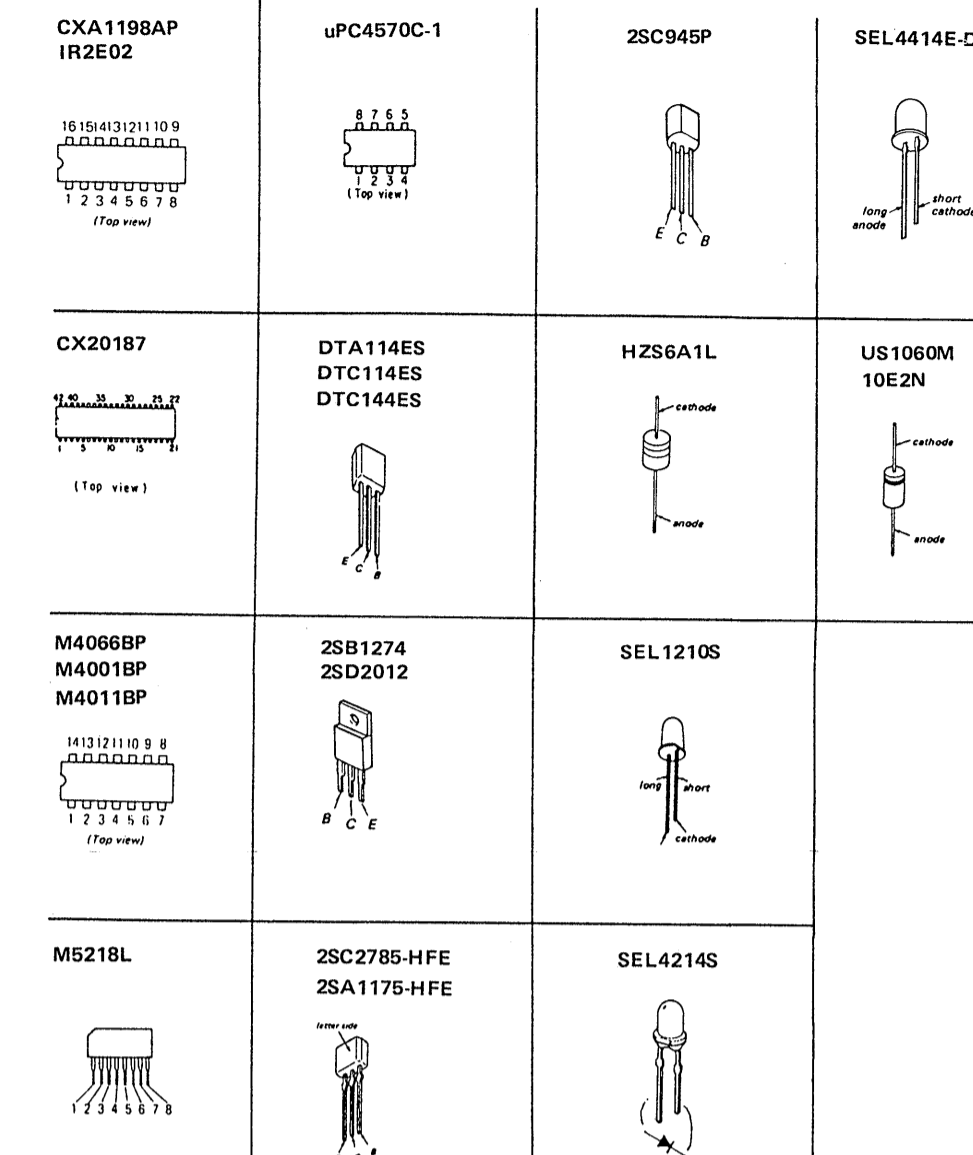 CXA1198AP
IR2E02
16 15 14 13 12 11 10 9
1 2 3 4 5 6 7 8
(Top view)
uPC4570C-1
8 7 6 5
1 2 3 4
(Top view)
2SC945P
E C B
SEL4414E-D
long
anode
short
cathode
CX20187
42 40 35 30 25 22
1 5 10 15 21
(Top view)
DTA114ES
DTC114ES
DTC144ES
E C B
HZS6A1L
cathode
anode
US1060M
10E2N
cathode
anode
M4066BP
M4001BP
M4011BP
14 13 12 11 10 9 8
1 2 3 4 5 6 7
(Top view)
2SB1274
2SD2012
B C E
SEL1210S
long short
cathode
M5218L
1 2 3 4 5 6 7 8
2SC2785-HFE
2SA1175-HFE
letter side
SEL4214S